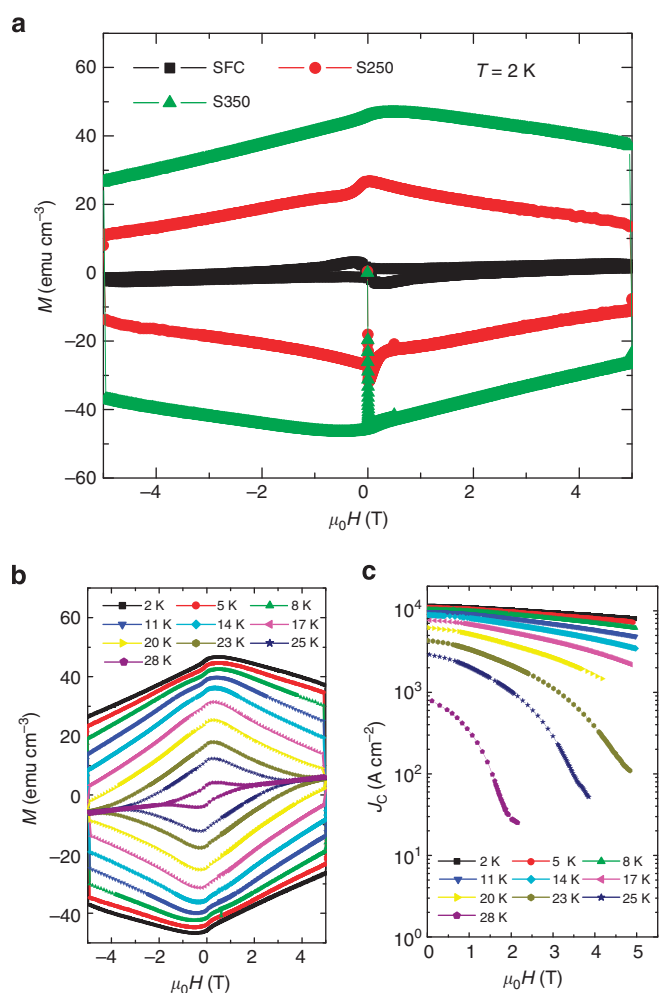 a
SFC S250 T = 2 K
S350
60
40
20
0
−20
−40
−60
M (emu cm⁻³)
−4 −2 0 2 4
μ₀H (T)
b
2 K 5 K 8 K
11 K 14 K 17 K
20 K 23 K 25 K
28 K
60
40
20
0
−20
−40
M (emu cm⁻³)
−4 −2 0 2 4
μ₀H (T)
c
10⁴
10³
10²
10¹
10⁰
J_C (A cm⁻²)
2 K 5 K 8 K
11 K 14 K 17 K
20 K 23 K 25 K
28 K
0 1 2 3 4 5
μ₀H (T)